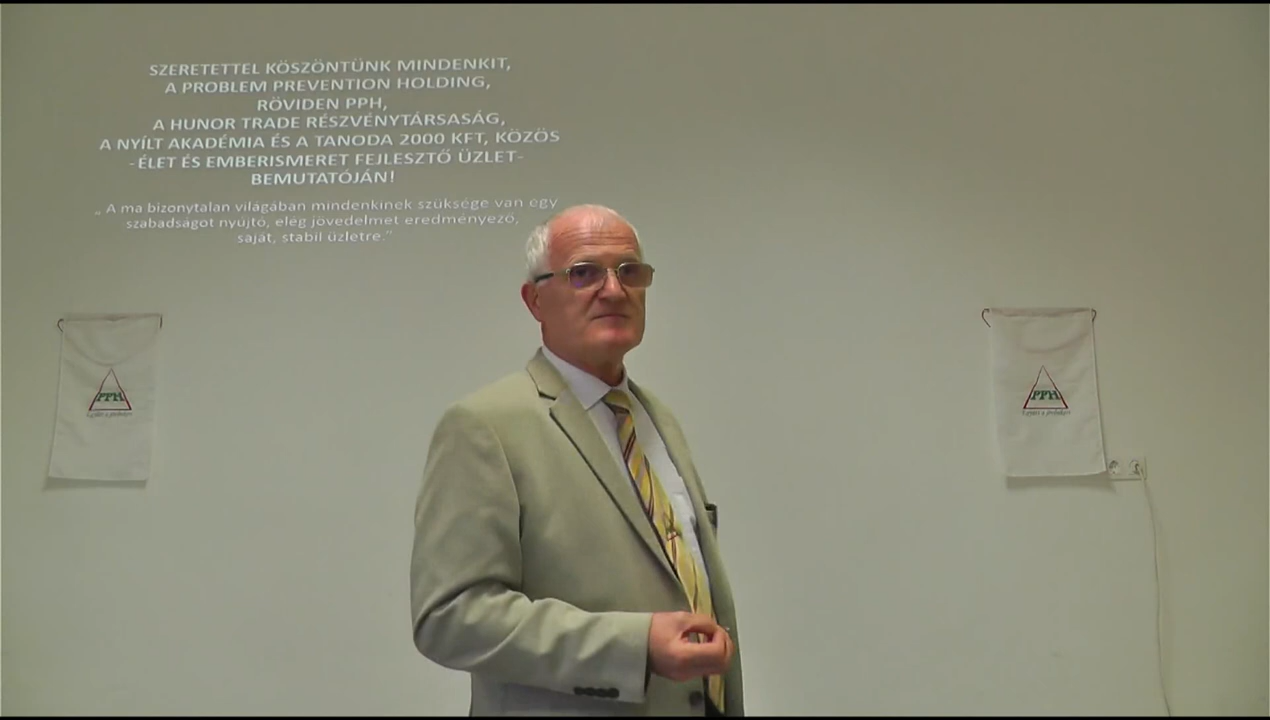 SZERETETTEL KÖSZÖNTÜNK MINDENKIT,
A PROBLEM PREVENTION HOLDING,
RÖVIDEN PPH,
A HUNOR TRADE RÉSZVÉNYTÁRSASÁG,
A NYÍLT AKADÉMIA ÉS A TANODA 2000 KFT, KÖZÖS
-ÉLET ÉS EMBERISMERET FEJLESZTŐ ÜZLET-
BEMUTATÓJÁN!
„ A ma bizonytalan világában mindenkinek szüksége van egy
szabadságot nyújtó, elég jövedelmet eredményező,
saját, stabil üzletre.”
PPH
PPH